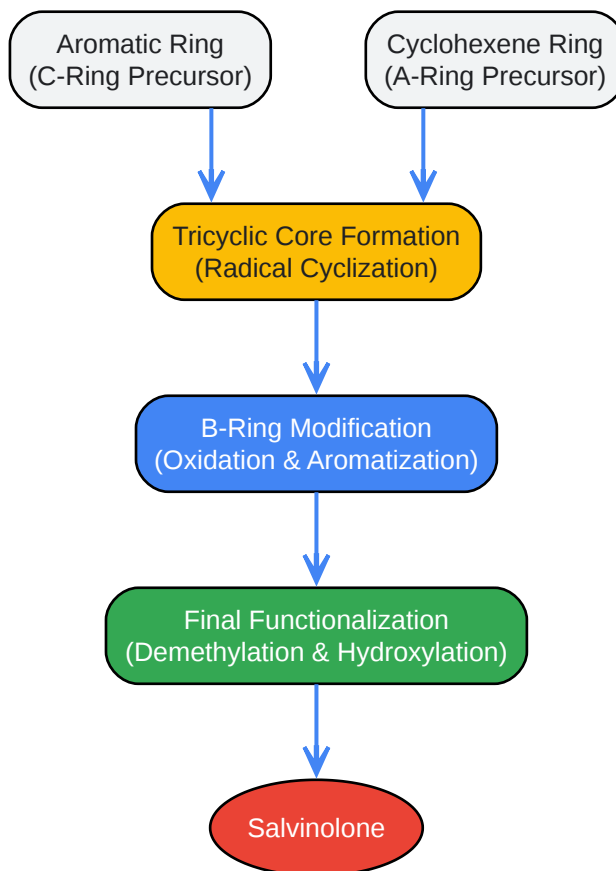 Aromatic Ring
(C-Ring Precursor)
Cyclohexene Ring
(A-Ring Precursor)
Tricyclic Core Formation
(Radical Cyclization)
B-Ring Modification
(Oxidation & Aromatization)
Final Functionalization
(Demethylation & Hydroxylation)
Salvinolone